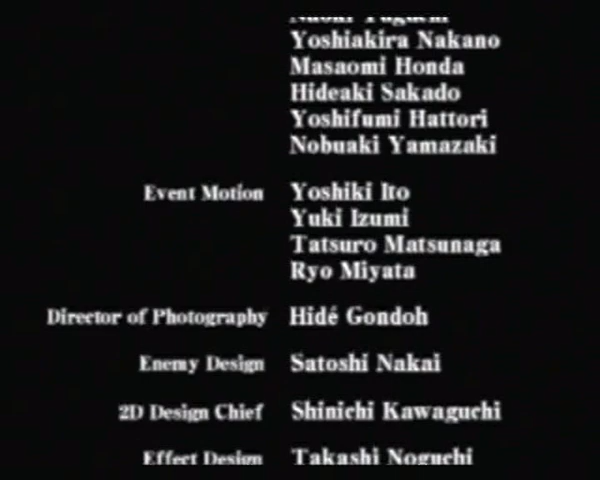 Naoki Yaguchi
Yoshiakira Nakano
Masaomi Honda
Hideaki Sakado
Yoshifumi Hattori
Nobuaki Yamazaki
Event Motion Yoshiki Ito
Yuki Izumi
Tatsuro Matsunaga
Ryo Miyata
Director of Photography Hidé Gondoh
Enemy Design Satoshi Nakai
2D Design Chief Shinichi Kawaguchi
Effect Design Takashi Noguchi